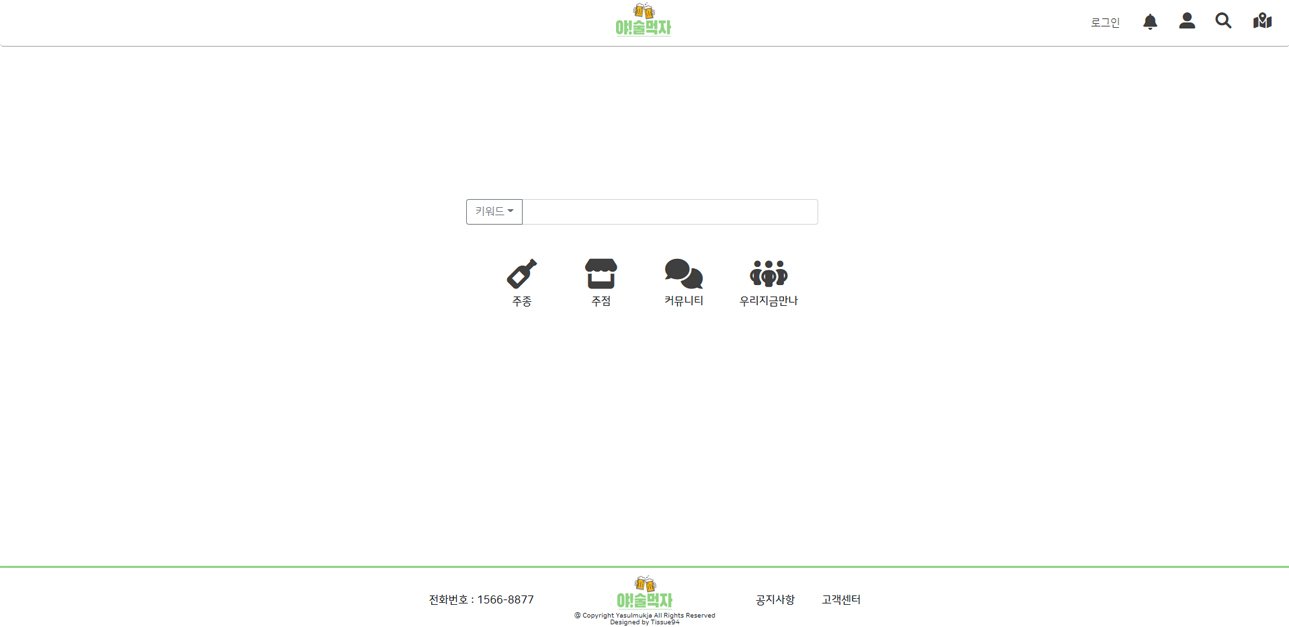 야!술먹자
로그인
키워드
주종
주점
커뮤니티
우리지금만나
전화번호 : 1566-8877
야!술먹자
@ Copyright Yasulmukja All Rights Reserved
Designed by Tissue94
공지사항
고객센터